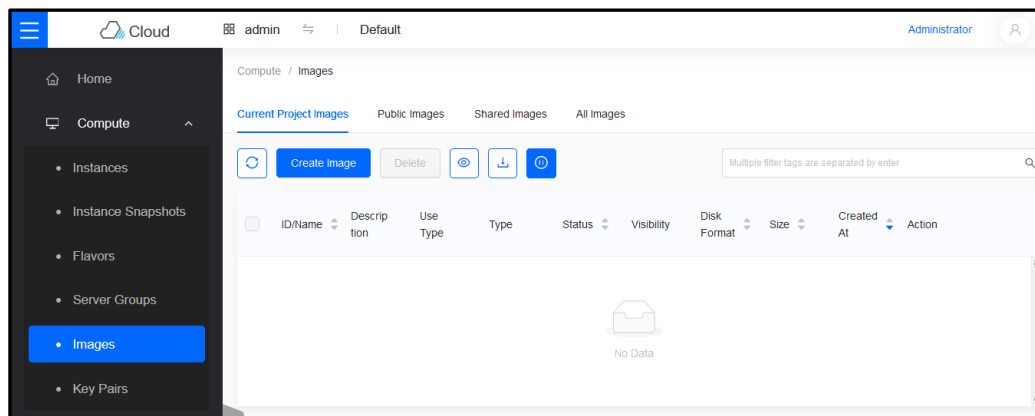 Cloud
admin
Default
Administrator
Home
Compute
Instances
Instance Snapshots
Flavors
Server Groups
Images
Key Pairs
Compute / Images
Current Project Images Public Images Shared Images All Images
Create Image Delete Multiple filter tags are separated by enter
ID/Name Descrip Use Type Status Visibility Disk Size Created Action
tion Type Format At
No Data